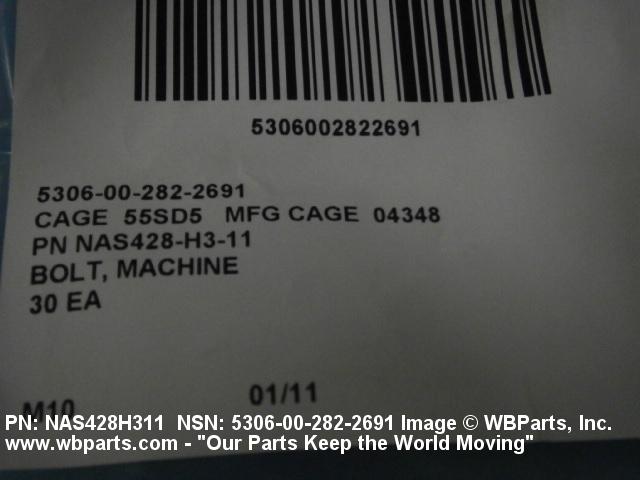 5306002822691
5306-00-282-2691
CAGE 55SD5 MFG CAGE 04348
PN NAS428-H3-11
BOLT, MACHINE
30 EA
M10 01/11
PN: NAS428H311 NSN: 5306-00-282-2691 Image © WBParts, Inc.
www.wbparts.com - "Our Parts Keep the World Moving"